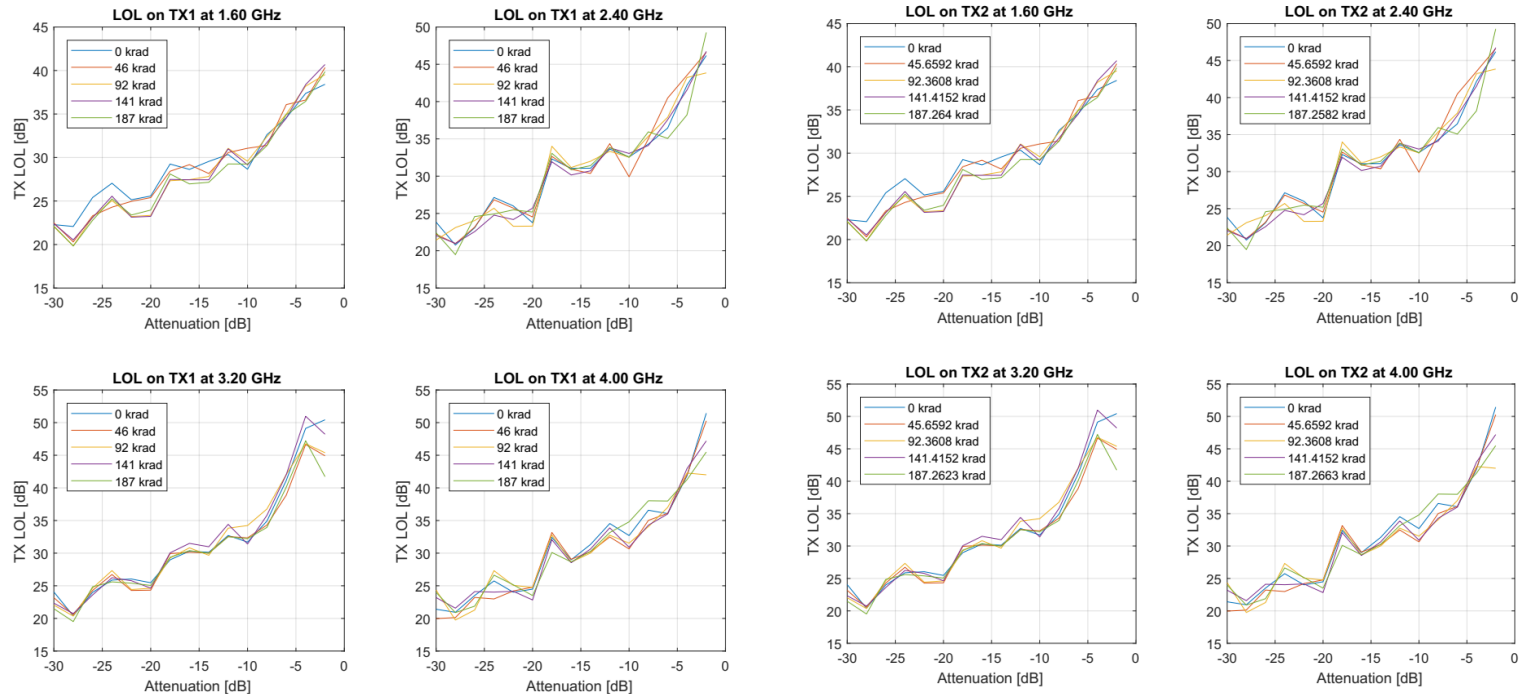 LOL on TX1 at 1.60 GHz
TX LOL [dB]
45
40
35
30
25
20
15
0 krad
46 krad
92 krad
141 krad
187 krad
-30 -25 -20 -15 -10 -5 0
Attenuation [dB]
LOL on TX1 at 2.40 GHz
TX LOL [dB]
50
45
40
35
30
25
20
15
0 krad
46 krad
92 krad
141 krad
187 krad
-30 -25 -20 -15 -10 -5 0
Attenuation [dB]
LOL on TX2 at 1.60 GHz
TX LOL [dB]
45
40
35
30
25
20
15
0 krad
45.6592 krad
92.3608 krad
141.4152 krad
187.264 krad
-30 -25 -20 -15 -10 -5 0
Attenuation [dB]
LOL on TX2 at 2.40 GHz
TX LOL [dB]
50
45
40
35
30
25
20
15
0 krad
45.6592 krad
92.3608 krad
141.4152 krad
187.2582 krad
-30 -25 -20 -15 -10 -5 0
Attenuation [dB]
LOL on TX1 at 3.20 GHz
TX LOL [dB]
55
50
45
40
35
30
25
20
15
0 krad
46 krad
92 krad
141 krad
187 krad
-30 -25 -20 -15 -10 -5 0
Attenuation [dB]
LOL on TX1 at 4.00 GHz
TX LOL [dB]
55
50
45
40
35
30
25
20
15
0 krad
46 krad
92 krad
141 krad
187 krad
-30 -25 -20 -15 -10 -5 0
Attenuation [dB]
LOL on TX2 at 3.20 GHz
TX LOL [dB]
55
50
45
40
35
30
25
20
15
0 krad
45.6592 krad
92.3608 krad
141.4152 krad
187.2623 krad
-30 -25 -20 -15 -10 -5 0
Attenuation [dB]
LOL on TX2 at 4.00 GHz
TX LOL [dB]
55
50
45
40
35
30
25
20
15
0 krad
45.6592 krad
92.3608 krad
141.4152 krad
187.2663 krad
-30 -25 -20 -15 -10 -5 0
Attenuation [dB]